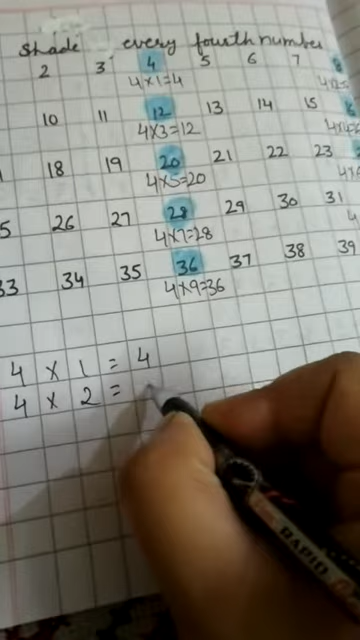 Shade every fourth number
2 3 4 5 6 7 8
4×1=4
10 11 12 13 14 15
4×3=12
18 19 20 21 22 23
4×5=20
26 27 28 29 30 31
4×7=28
33 34 35 36 37 38 39
4×9=36
4 × 1 = 4
4 × 2 =